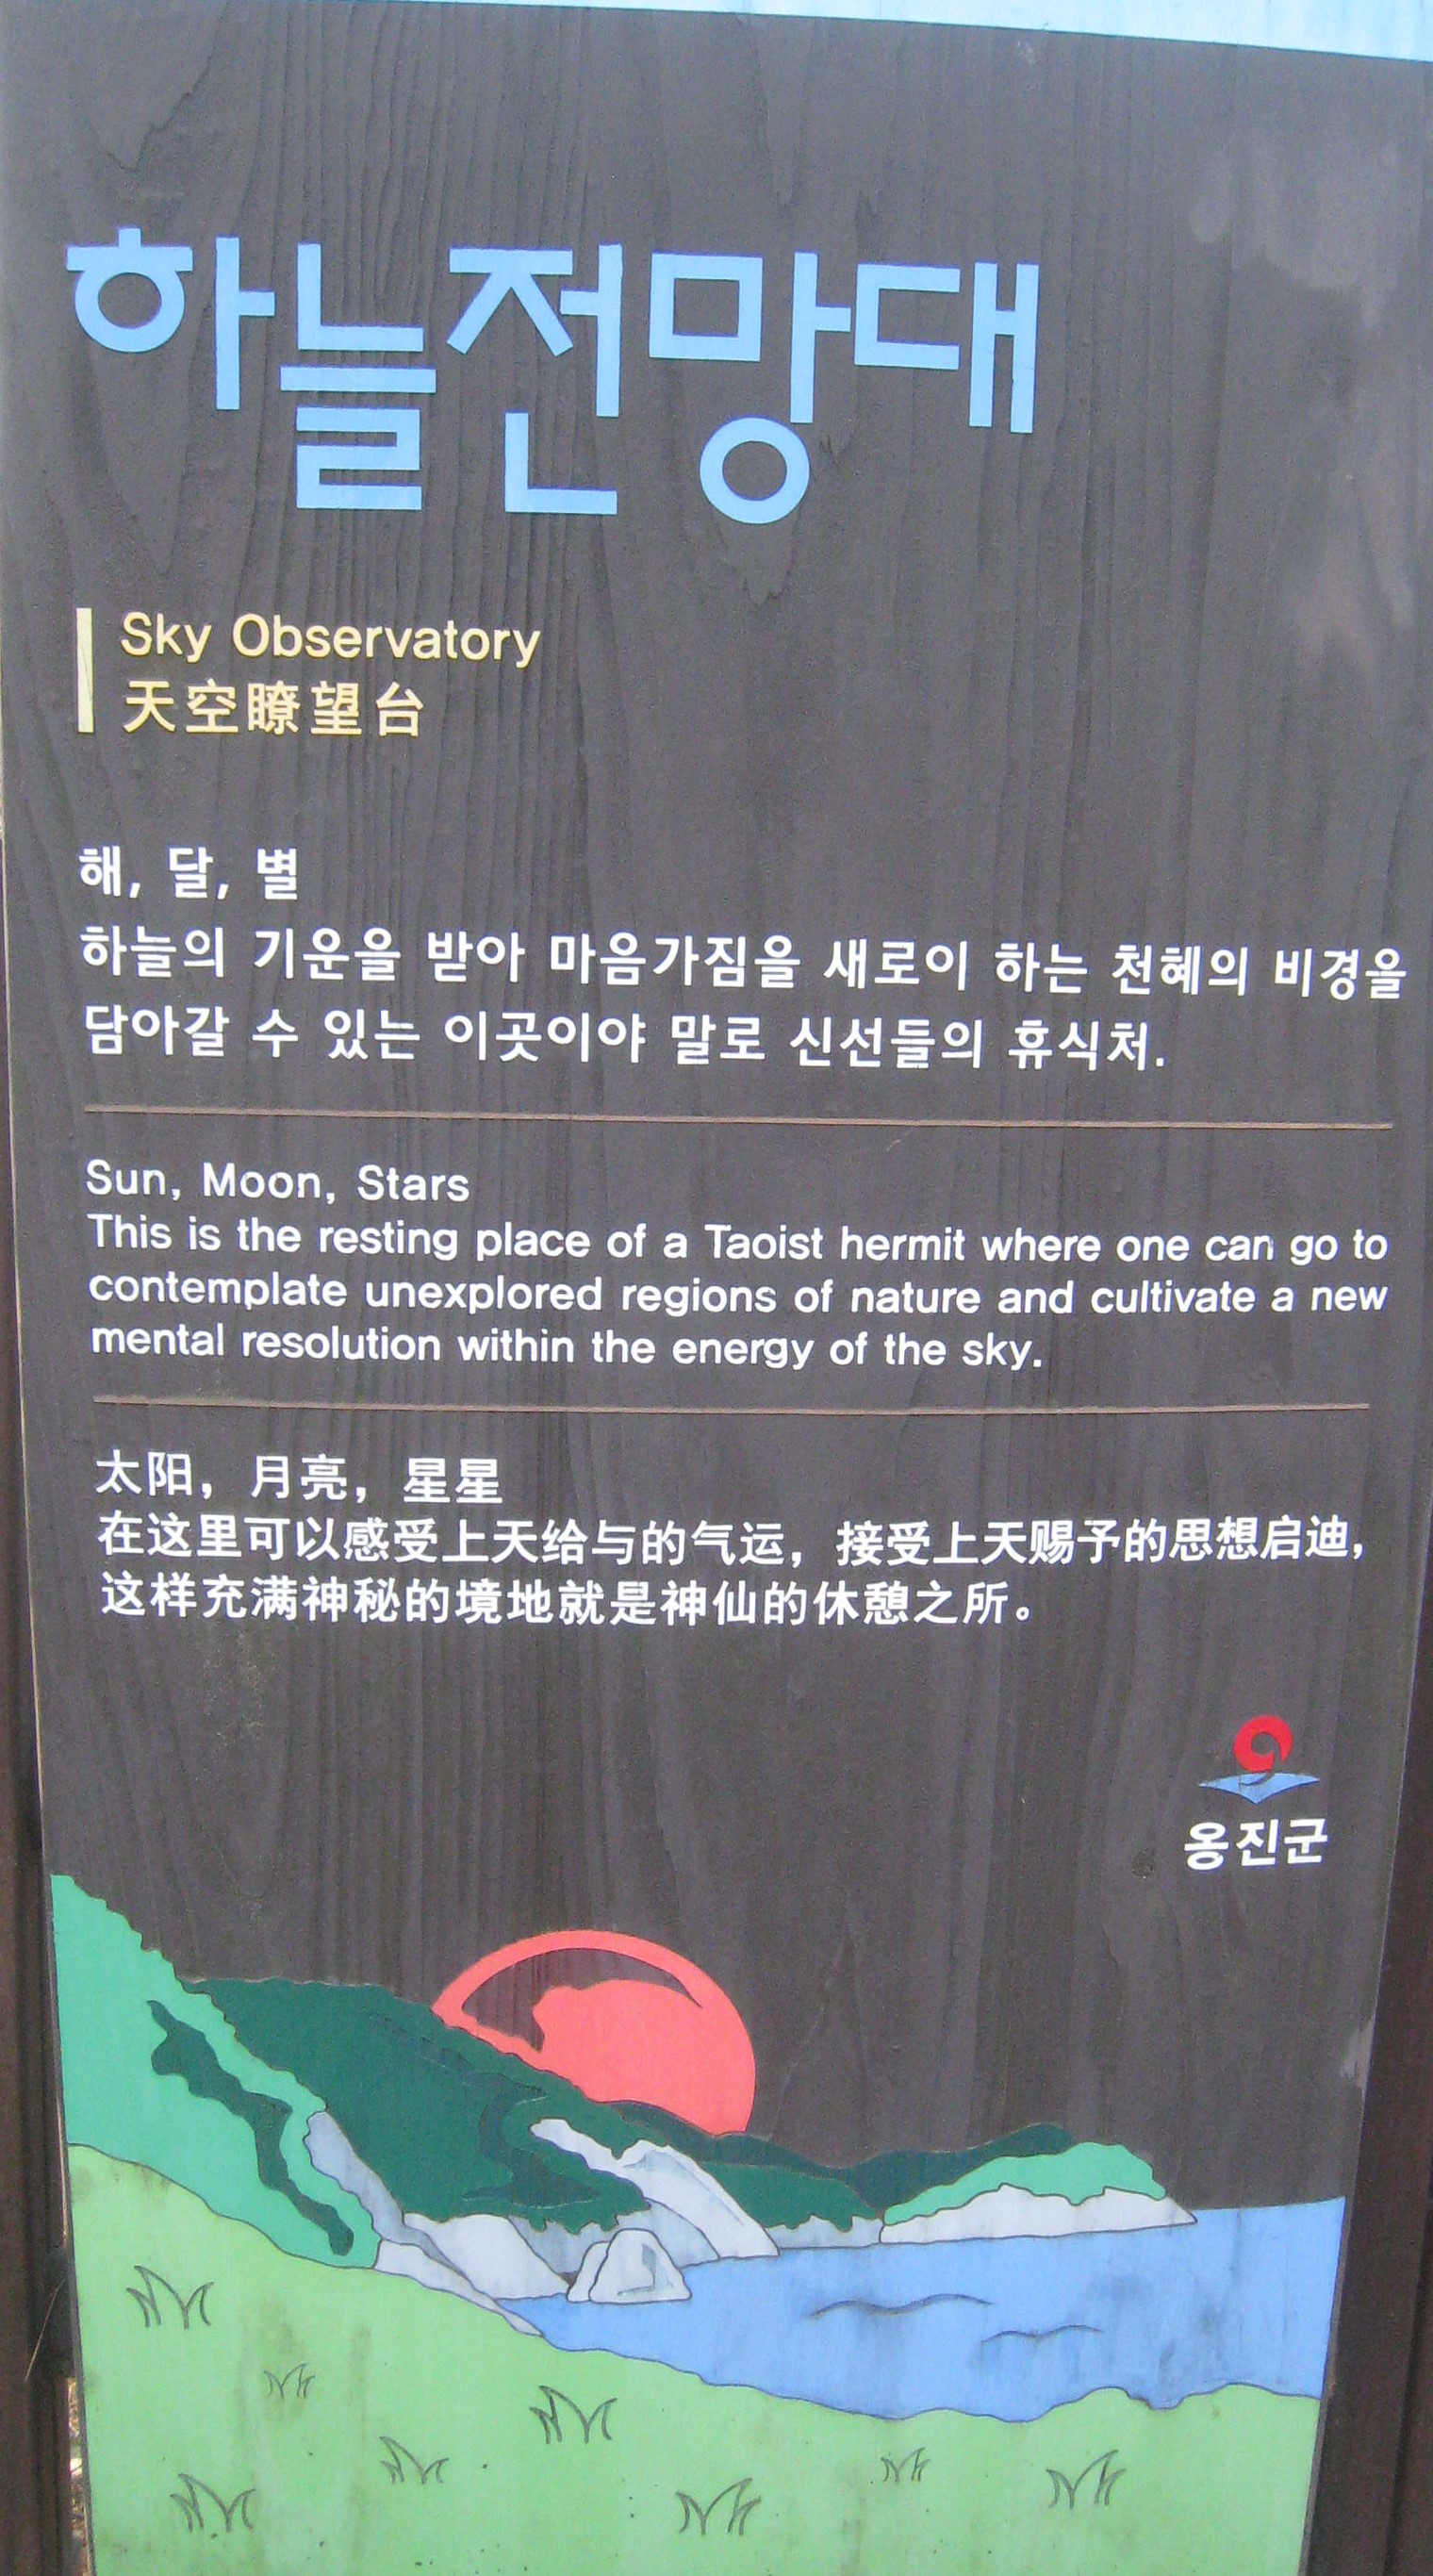 하늘전망대
Sky Observatory
天空瞭望台
해, 달, 별
하늘의 기운을 받아 마음가짐을 새로이 하는 천혜의 비경을
담아갈 수 있는 이곳이야 말로 신선들의 휴식처.
Sun, Moon, Stars
This is the resting place of a Taoist hermit where one can go to
contemplate unexplored regions of nature and cultivate a new
mental resolution within the energy of the sky.
太阳，月亮，星星
在这里可以感受上天给与的气运，接受上天赐予的思想启迪，
这样充满神秘的境地就是神仙的休憩之所。
옹진군